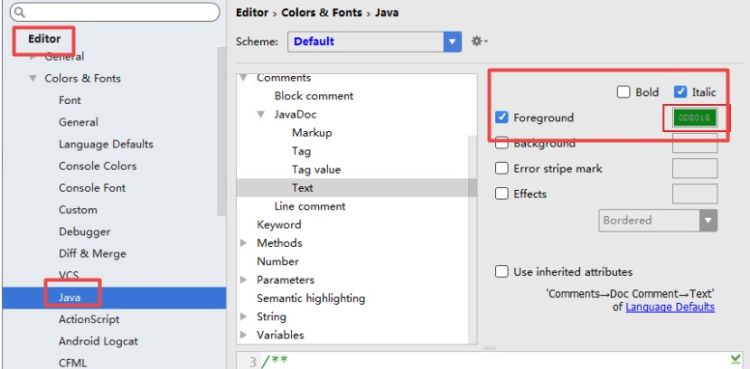 Editor
General
Colors & Fonts
Font
General
Language Defaults
Console Colors
Console Font
Custom
Debugger
Diff & Merge
VCS
Java
ActionScript
Android Logcat
CFML
Editor › Colors & Fonts › Java
Scheme: Default
Comments
Block comment
JavaDoc
Markup
Tag
Tag value
Text
Line comment
Keyword
Methods
Number
Parameters
Semantic highlighting
String
Variables
Bold Italic
Foreground
Background
Error stripe mark
Effects
Bordered
Use inherited attributes
'Comments→Doc Comment→Text'
of Language Defaults
3 /**